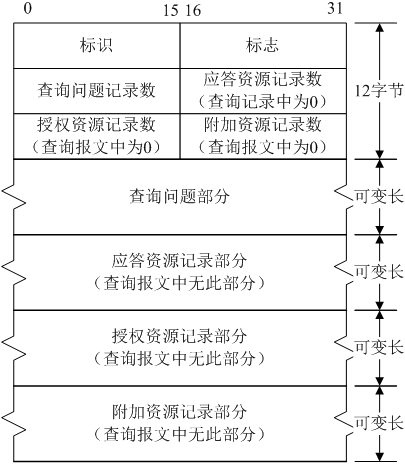 0 15 16 31
标识 标志
查询问题记录数 应答资源记录数
(查询记录中为0) 12字节
授权资源记录数 附加资源记录数
(查询报文中为0) (查询报文中为0)
查询问题部分 可变长
应答资源记录部分
(查询报文中无此部分) 可变长
授权资源记录部分
(查询报文中无此部分) 可变长
附加资源记录部分
(查询报文中无此部分) 可变长